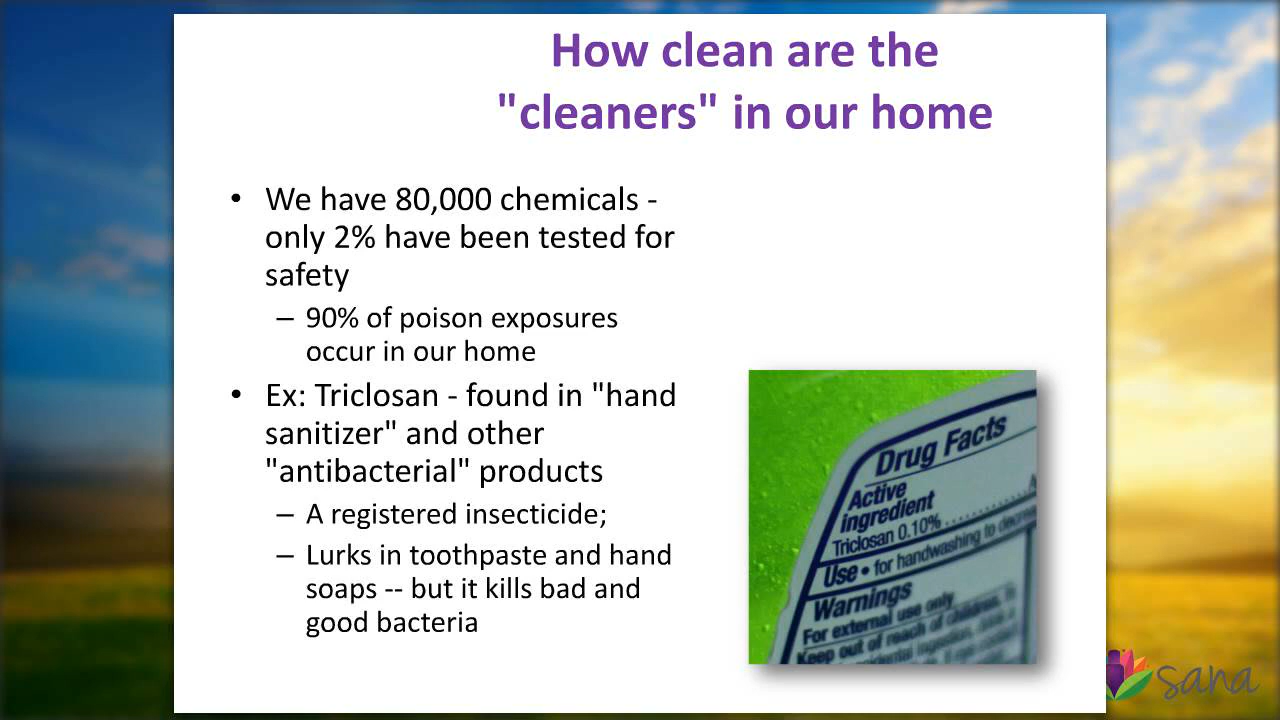 How clean are the
"cleaners" in our home
• We have 80,000 chemicals -
only 2% have been tested for
safety
– 90% of poison exposures
occur in our home
• Ex: Triclosan - found in "hand
sanitizer" and other
"antibacterial" products
– A registered insecticide;
– Lurks in toothpaste and hand
soaps -- but it kills bad and
good bacteria
Drug Facts
Active
ingredient
Triclosan 0.10%
Use • for handwashing to
Warnings
For external use only
Keep out of reach of children.
sana